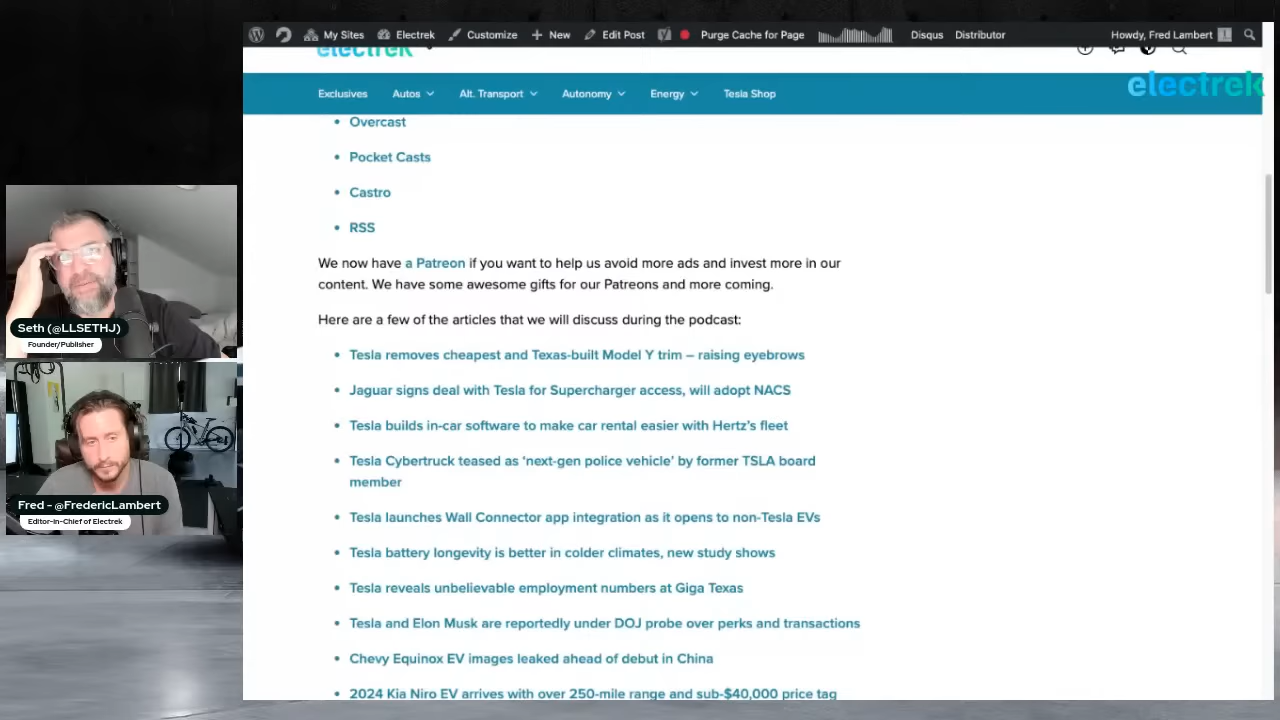 My Sites
Electrek
Customize
New
Edit Post
Purge Cache for Page
Disqus
Distributor
Howdy, Fred Lambert
electrek
electrek
Exclusives
Autos
Alt. Transport
Autonomy
Energy
Tesla Shop
• Overcast
• Pocket Casts
• Castro
• RSS
We now have a Patreon if you want to help us avoid more ads and invest more in our
content. We have some awesome gifts for our Patreons and more coming.
Here are a few of the articles that we will discuss during the podcast:
• Tesla removes cheapest and Texas-built Model Y trim – raising eyebrows
• Jaguar signs deal with Tesla for Supercharger access, will adopt NACS
• Tesla builds in-car software to make car rental easier with Hertz’s fleet
• Tesla Cybertruck teased as ‘next-gen police vehicle’ by former TSLA board
member
• Tesla launches Wall Connector app integration as it opens to non-Tesla EVs
• Tesla battery longevity is better in colder climates, new study shows
• Tesla reveals unbelievable employment numbers at Giga Texas
• Tesla and Elon Musk are reportedly under DOJ probe over perks and transactions
• Chevy Equinox EV images leaked ahead of debut in China
• 2024 Kia Niro EV arrives with over 250-mile range and sub-$40,000 price tag
Seth (@LLSETHJ)
Founder/Publisher
Fred - @FredericLambert
Editor-in-Chief of Electrek